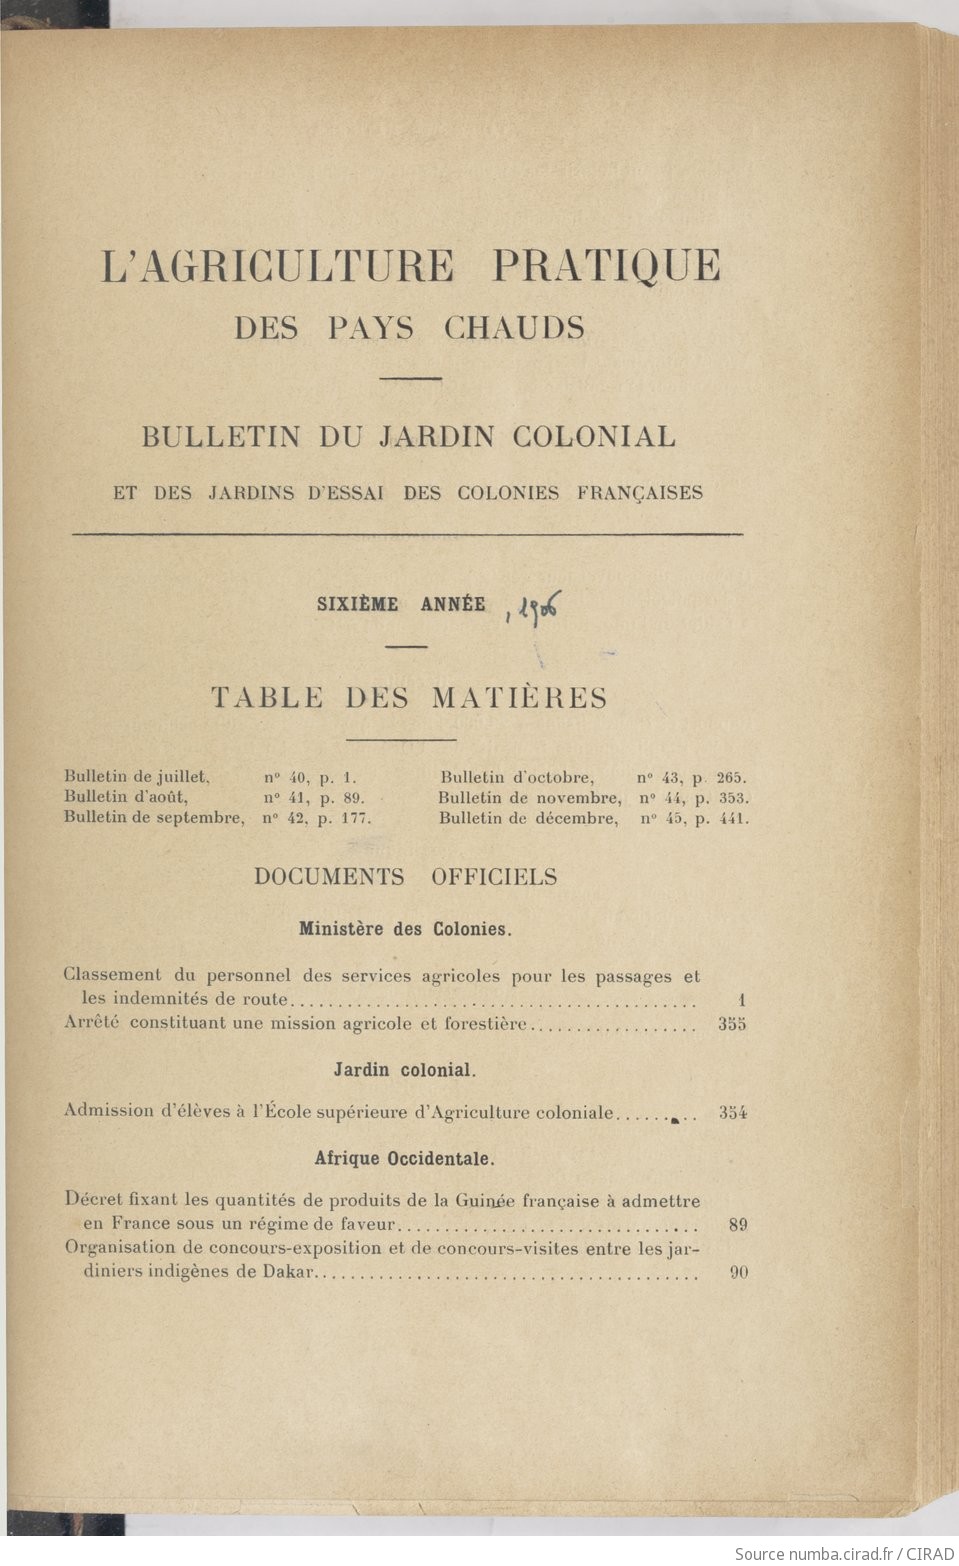 L'AGRICULTURE PRATIQUE
DES PAYS CHAUDS
BULLETIN DU JARDIN COLONIAL
ET DES JARDINS D'ESSAI DES COLONIES FRANÇAISES
SIXIÈME ANNÉE , 1906
TABLE DES MATIÈRES
Bulletin de juillet, nº 40, p. 1. Bulletin d'octobre, nº 43, p. 265.
Bulletin d'août, nº 41, p. 89. Bulletin de novembre, nº 44, p. 353.
Bulletin de septembre, nº 42, p. 177. Bulletin de décembre, nº 45, p. 441.
DOCUMENTS OFFICIELS
Ministère des Colonies.
Classement du personnel des services agricoles pour les passages et
les indemnités de route........................................ 1
Arrêté constituant une mission agricole et forestière.................. 355
Jardin colonial.
Admission d'élèves à l'École supérieure d'Agriculture coloniale......... 354
Afrique Occidentale.
Décret fixant les quantités de produits de la Guinée française à admettre
en France sous un régime de faveur............................... 89
Organisation de concours-exposition et de concours-visites entre les jar-
diniers indigènes de Dakar....................................... 90
Source numba.cirad.fr / CIRAD